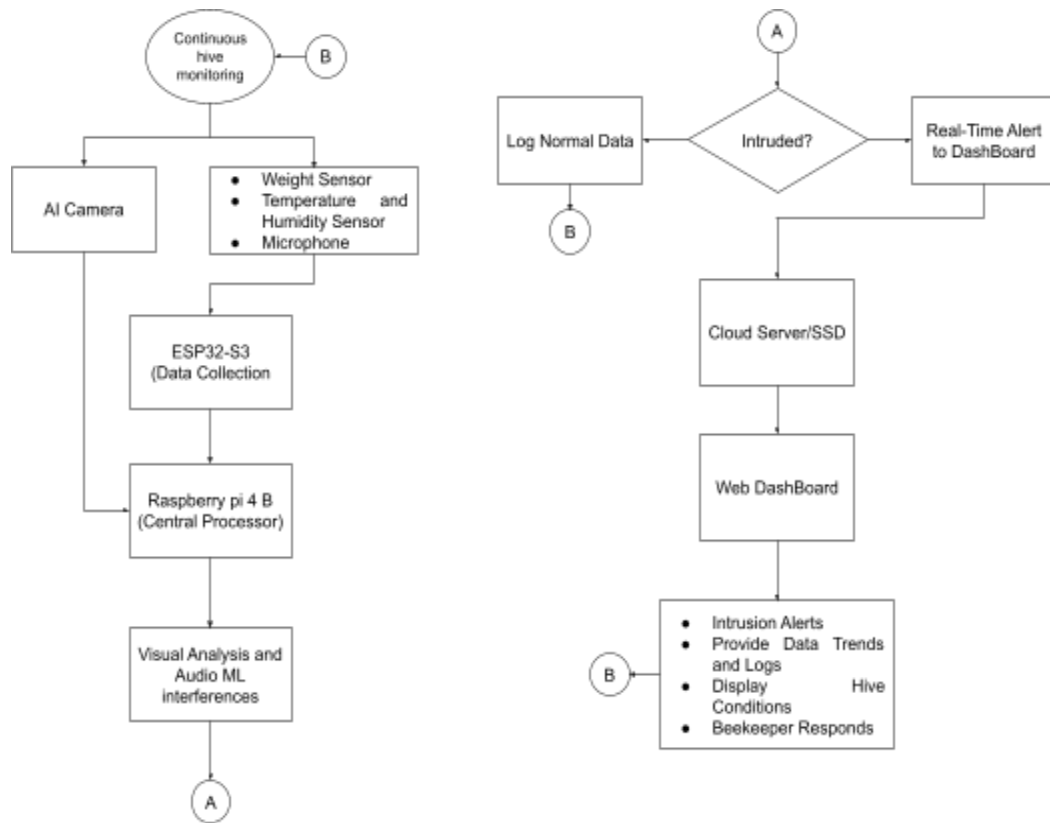 Continuous
hive
monitoring
B
AI Camera
● Weight Sensor
● Temperature and
Humidity Sensor
● Microphone
ESP32-S3
(Data Collection
Raspberry pi 4 B
(Central Processor)
Visual Analysis and
Audio ML
interferences
A
A
Intruded?
Log Normal Data
B
Real-Time Alert
to DashBoard
Cloud Server/SSD
Web DashBoard
● Intrusion Alerts
● Provide Data Trends
and Logs
● Display Hive
Conditions
● Beekeeper Responds
B